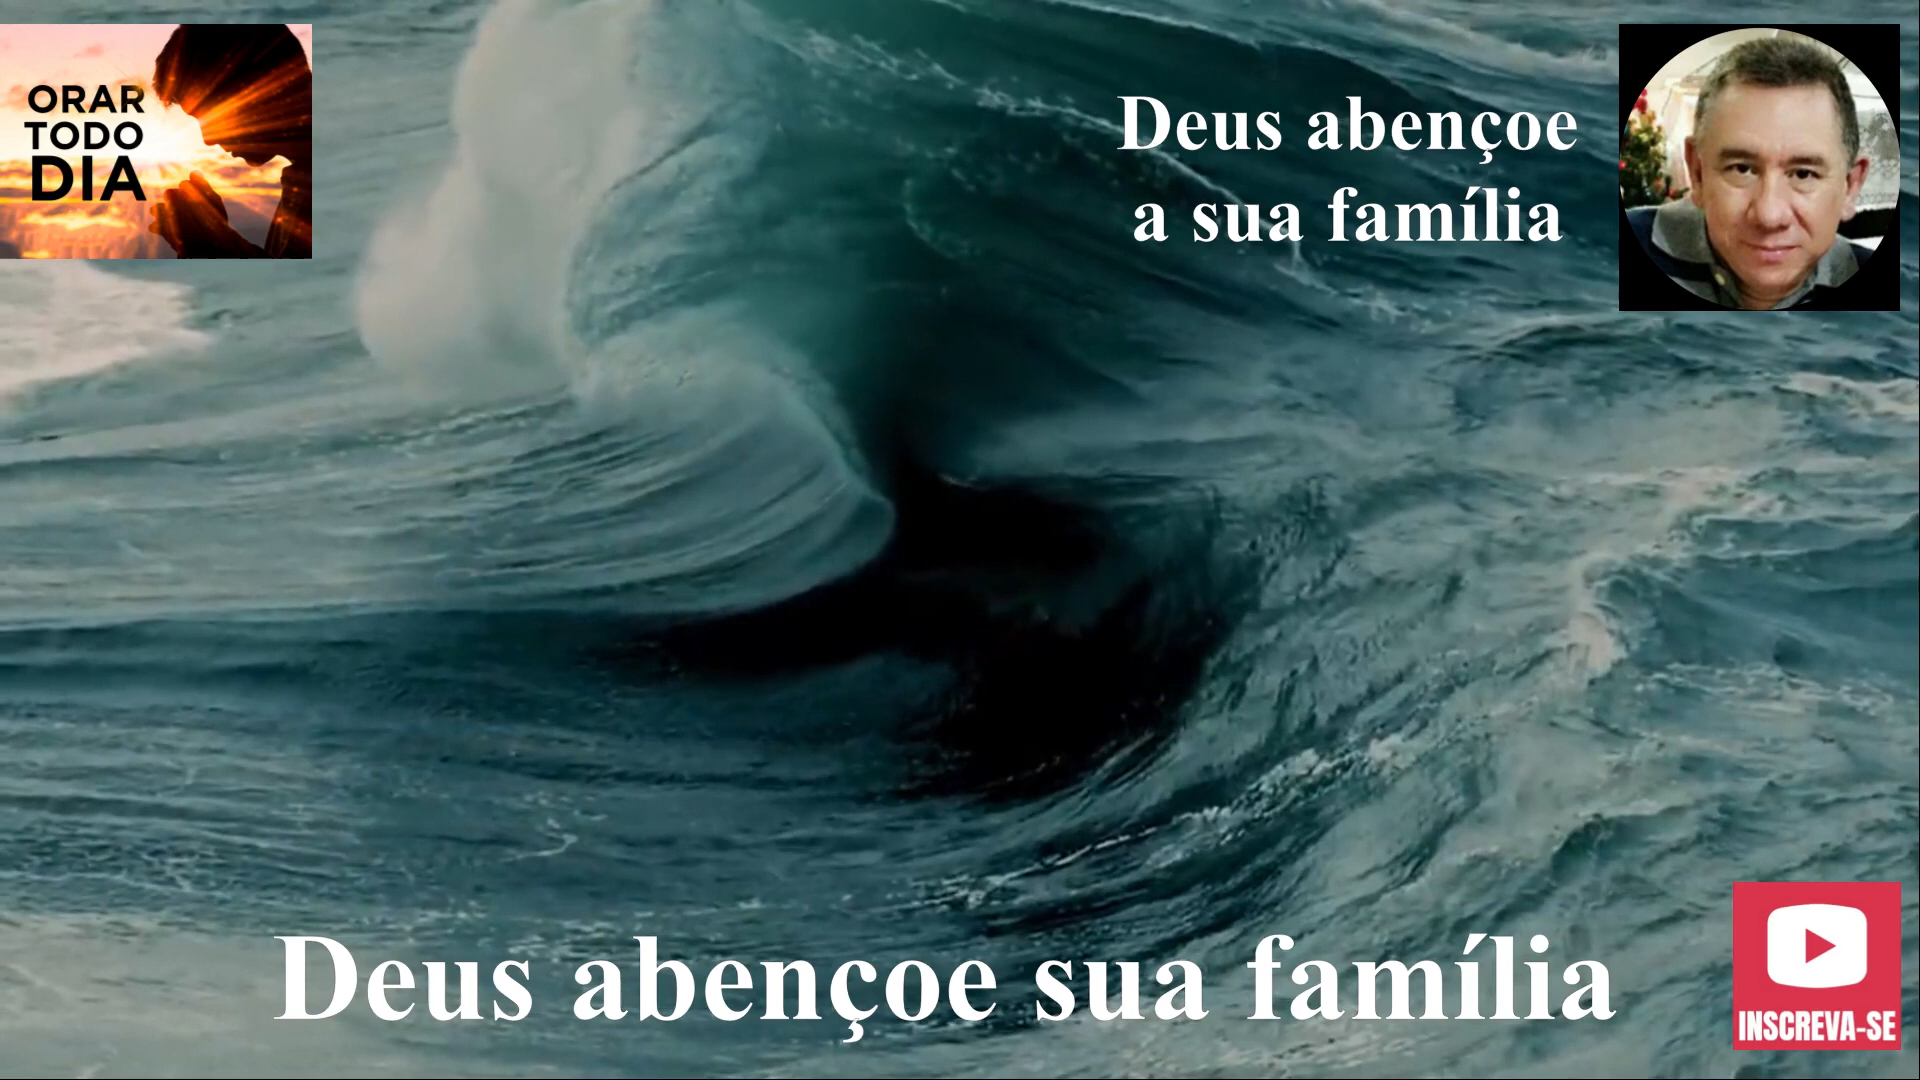 ORAR
TODO
DIA
Deus abençoe
a sua família
Deus abençoe sua família
INSCREVA-SE